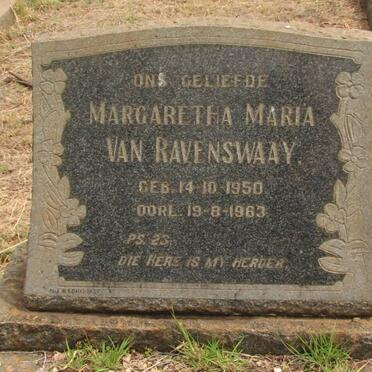 ONS GELIEFDE
MARGARETHA MARIA
VAN RAVENSWAAY.
GEB. 14-10-1950
OORL. 19-8-1963
PS. 23.
DIE HERE IS MY HERDER.